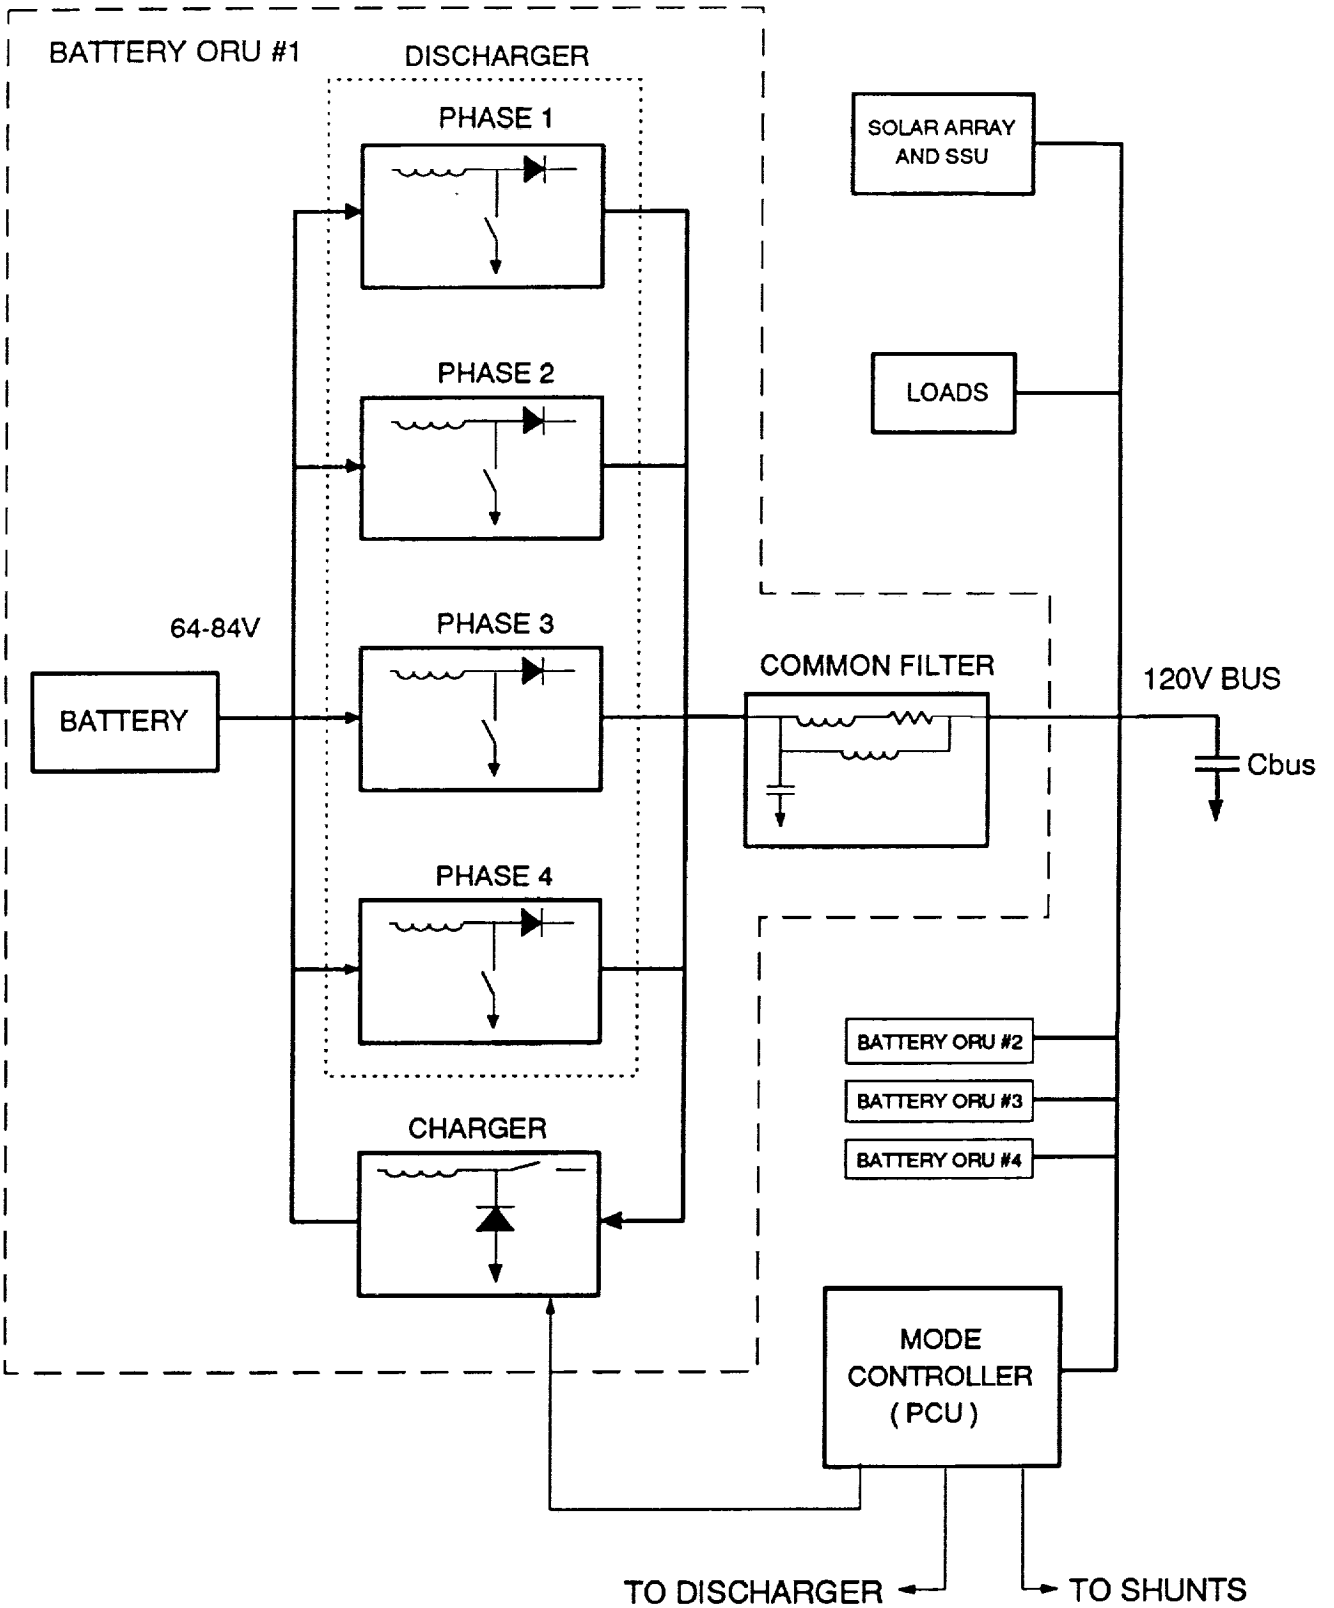 BATTERY ORU #1
DISCHARGER
PHASE 1
SOLAR ARRAY
AND SSU
PHASE 2
LOADS
PHASE 3
64-84V
COMMON FILTER
120V BUS
BATTERY
Cbus
PHASE 4
BATTERY ORU #2
BATTERY ORU #3
BATTERY ORU #4
CHARGER
MODE
CONTROLLER
( PCU )
TO DISCHARGER
TO SHUNTS